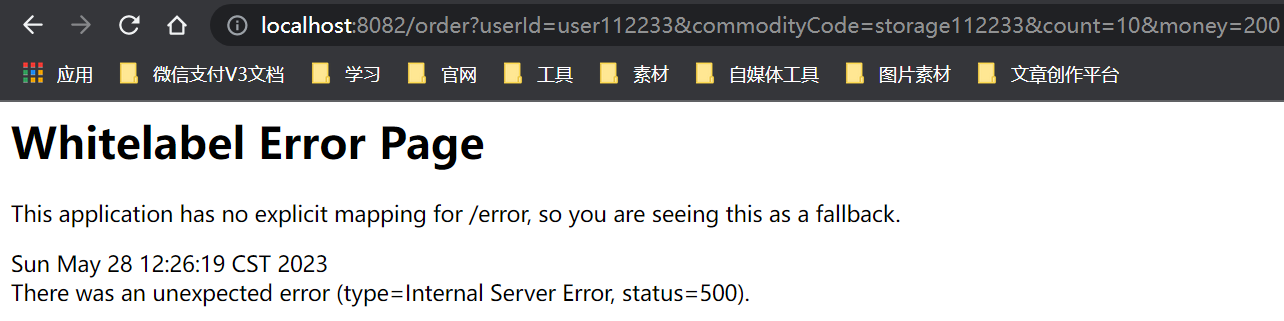 localhost:8082/order?userId=user112233&commodityCode=storage112233&count=10&money=200
应用 微信支付V3文档 学习 官网 工具 素材 自媒体工具 图片素材 文章创作平台
Whitelabel Error Page
This application has no explicit mapping for /error, so you are seeing this as a fallback.
Sun May 28 12:26:19 CST 2023
There was an unexpected error (type=Internal Server Error, status=500).